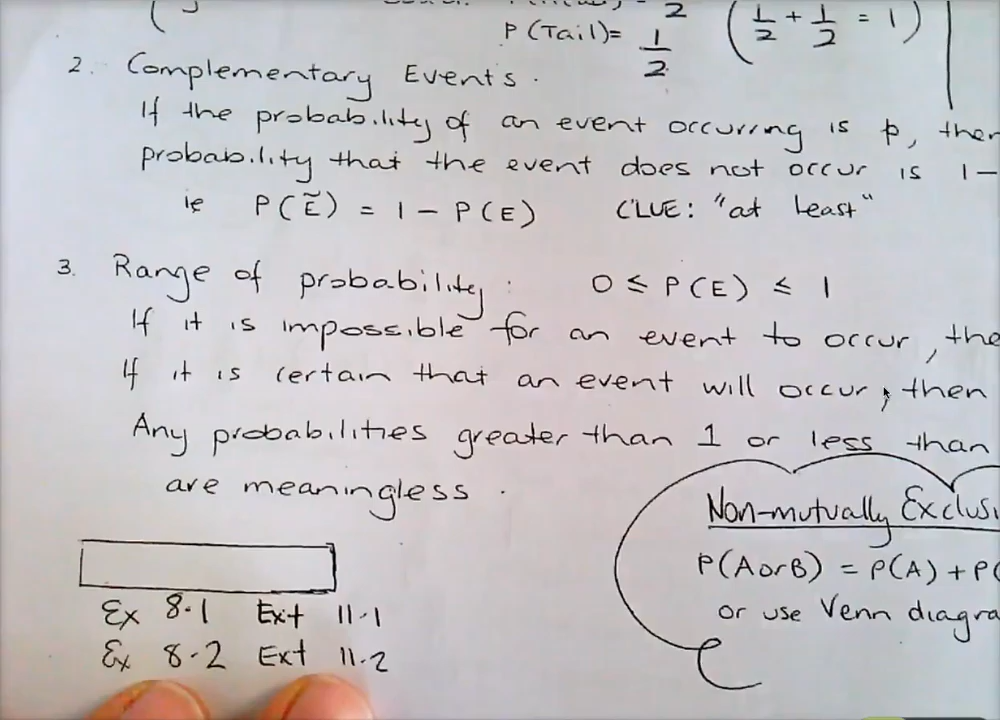 P(Tail)= 1/2 (1/2 + 1/2 = 1)
2. Complementary Events.
If the probability of an event occurring is p, then
probability that the event does not occur is 1-
ie P(Ẽ) = 1 - P(E) CLUE: "at least"
3. Range of probability: 0 ≤ P(E) ≤ 1
If it is impossible for an event to occur, the
If it is certain that an event will occur, then
Any probabilities greater than 1 or less than
are meaningless.
Non-mutually Exclusi
P(AorB) = P(A) + P(
or use Venn diagra
Ex 8.1 Ext 11.1
Ex 8.2 Ext 11.2